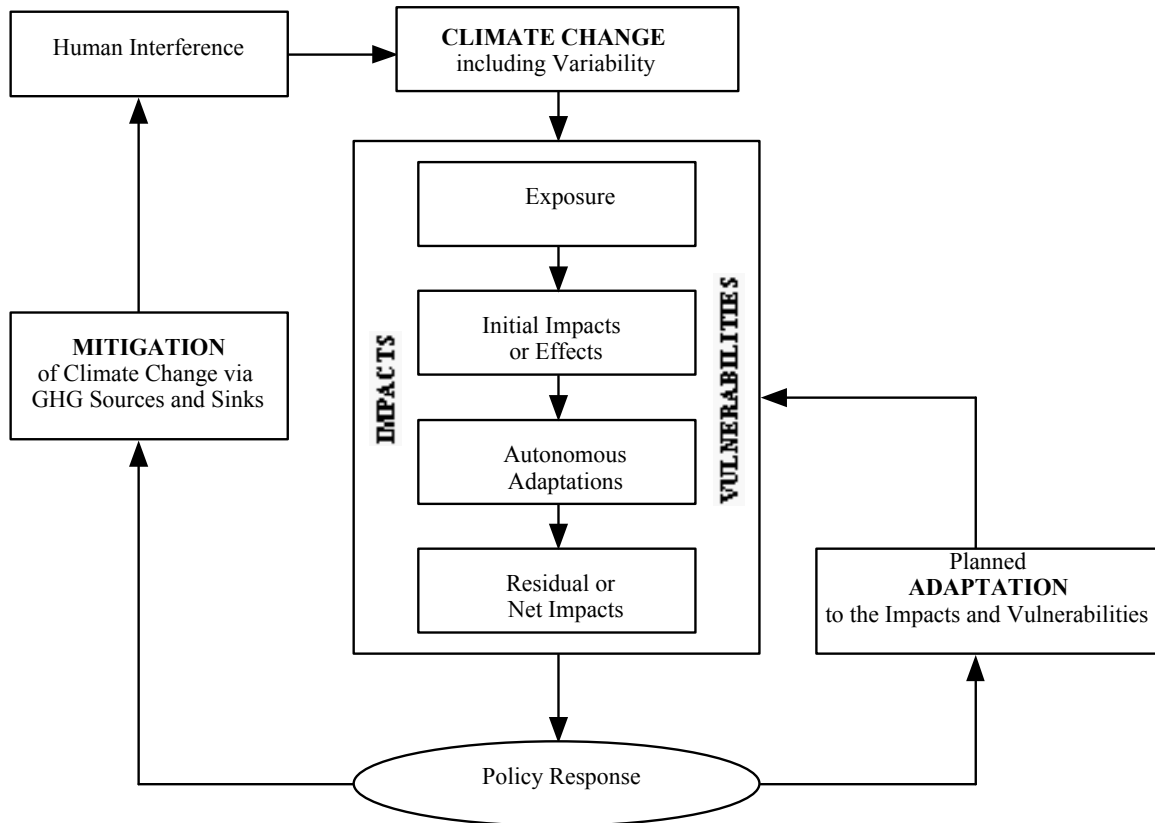 Human Interference
CLIMATE CHANGE
including Variability
Exposure
Initial Impacts
or Effects
IMPACTS
VULNERABILITIES
MITIGATION
of Climate Change via
GHG Sources and Sinks
Autonomous
Adaptations
Residual or
Net Impacts
Planned
ADAPTATION
to the Impacts and Vulnerabilities
Policy Response